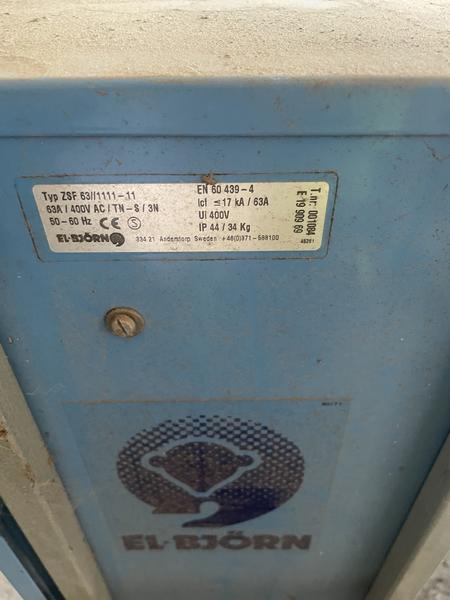 Typ ZSF 63//1111-11
63A / 400V AC / TN-S / 3N
50-60 Hz CE S
EL-BJÖRN
334 21 Anderstorp Sweden +46(0)371-588100
EN 60 439-4
Icf ≤17 kA / 63A
Ui 400V
IP 44 / 34 Kg
T.nr: 001084
E-19 909 69
EL-BJÖRN